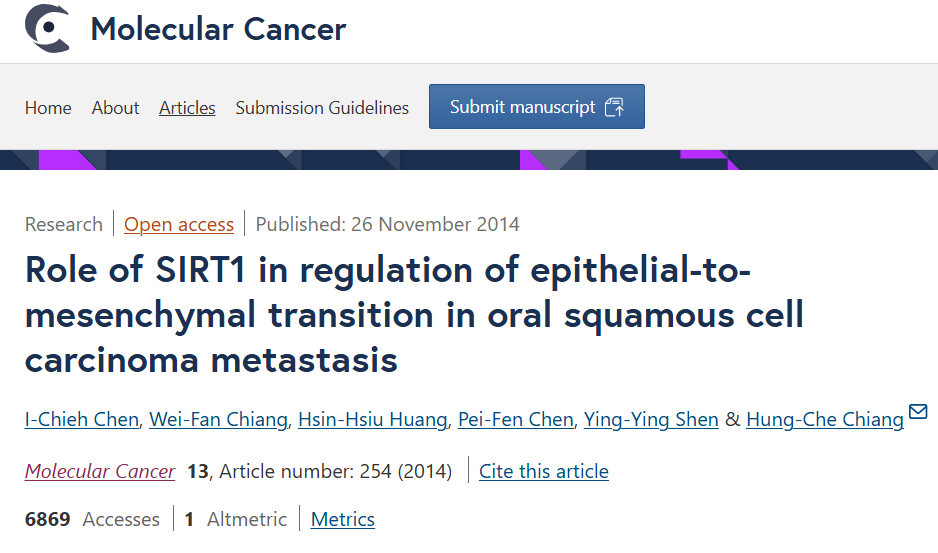 Molecular Cancer
Home About Articles Submission Guidelines Submit manuscript
Research Open access Published: 26 November 2014
Role of SIRT1 in regulation of epithelial-to-
mesenchymal transition in oral squamous cell
carcinoma metastasis
I-Chieh Chen, Wei-Fan Chiang, Hsin-Hsiu Huang, Pei-Fen Chen, Ying-Ying Shen & Hung-Che Chiang
Molecular Cancer 13, Article number: 254 (2014) Cite this article
6869 Accesses 1 Altmetric Metrics